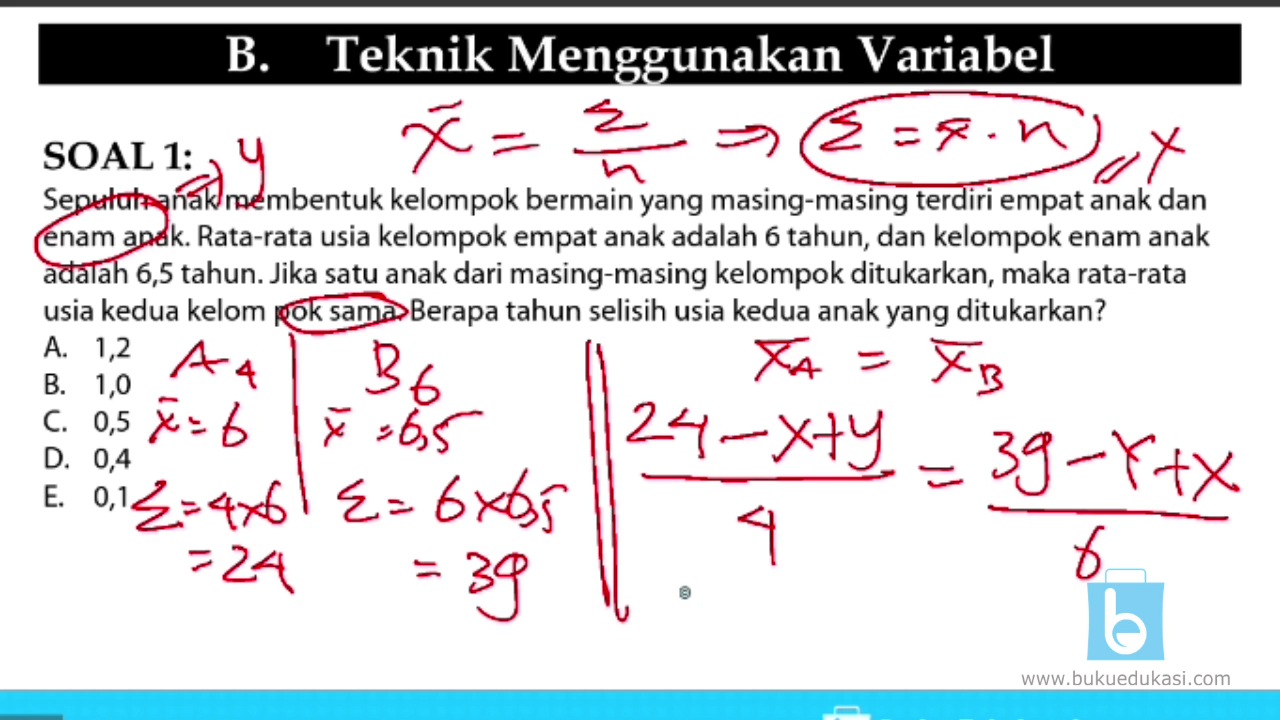 B. Teknik Menggunakan Variabel
x̄ = Σ/n ⇒ Σ = x̄ . n
SOAL 1:
⇒ y
x
Sepuluh anak membentuk kelompok bermain yang masing-masing terdiri empat anak dan
enam anak. Rata-rata usia kelompok empat anak adalah 6 tahun, dan kelompok enam anak
adalah 6,5 tahun. Jika satu anak dari masing-masing kelompok ditukarkan, maka rata-rata
usia kedua kelom pok sama. Berapa tahun selisih usia kedua anak yang ditukarkan?
A. 1,2
B. 1,0
C. 0,5
D. 0,4
E. 0,1
A 4
x̄ = 6
Σ = 4x6
= 24
B 6
x̄ = 6,5
Σ = 6x6,5
= 39
x̄A = x̄B
24 - x + y = 39 - y + x
4 6
b
www.bukuedukasi.com